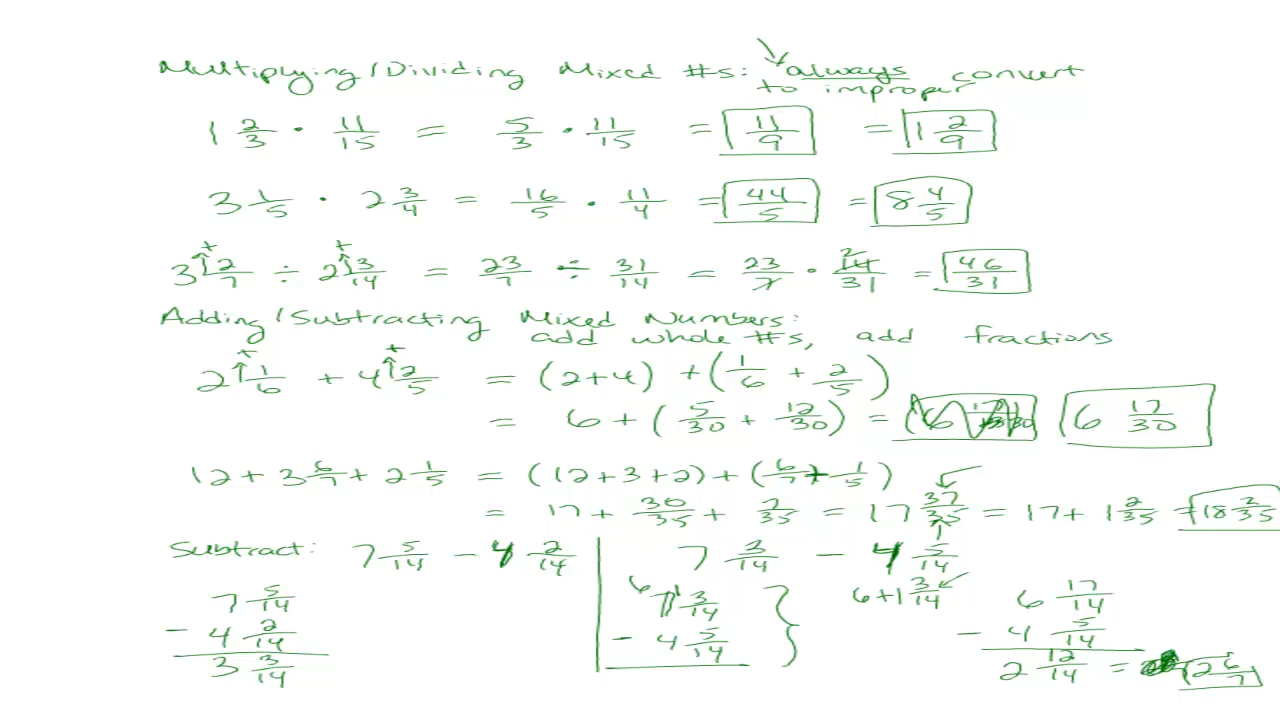 Multiplying/Dividing Mixed #s: always convert
to improper
1 2/3 · 11/15 = 5/3 · 11/15 = 11/9 = 1 2/9
3 1/5 · 2 3/4 = 16/5 · 11/4 = 44/5 = 8 4/5
3 + 2/7 ÷ 2 + 3/14 = 23/7 ÷ 31/14 = 23/7 · 14/31 2 = 46/31
Adding/Subtracting Mixed Numbers:
add whole #s, add fractions
2 + 1/6 + 4 + 2/5 = (2+4) + (1/6 + 2/5)
= 6 + (5/30 + 12/30) = 6 17/30
12 + 3 6/7 + 2 1/5 = (12+3+2) + (6/7 + 1/5)
= 17 + 30/35 + 7/35 = 17 37/35 = 17 + 1 2/35 = 18 2/35
Subtract: 7 5/14 - 4 2/14 7 3/14 - 4 5/14
7 5/14 6 7 1 3/14 6+1 3/14 6 17/14
- 4 2/14 - 4 5/14 - 4 5/14
3 3/14 2 12/14 = 2 6/7